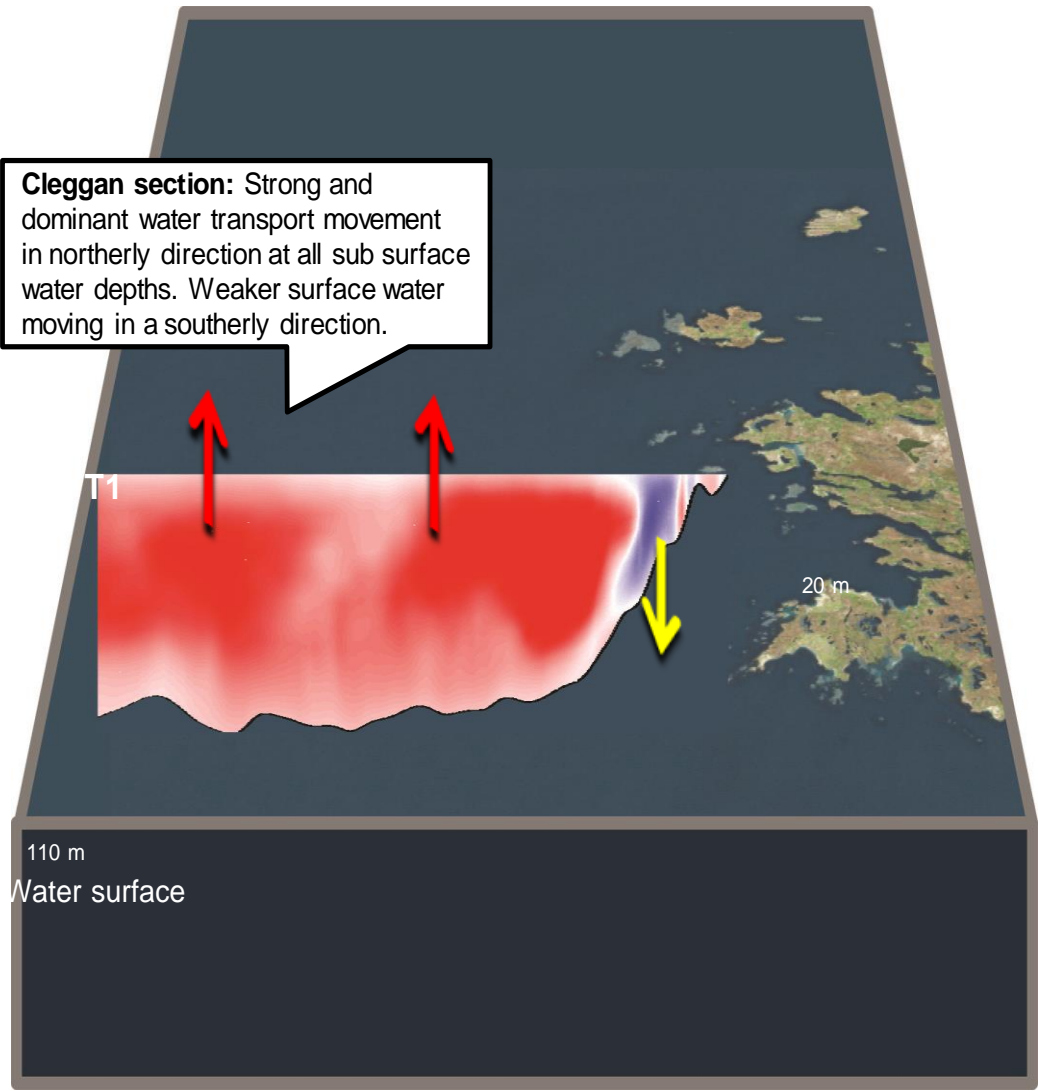 Cleggan section: Strong and
dominant water transport movement
in northerly direction at all sub surface
water depths. Weaker surface water
moving in a southerly direction.
T1
20 m
110 m
Water surface